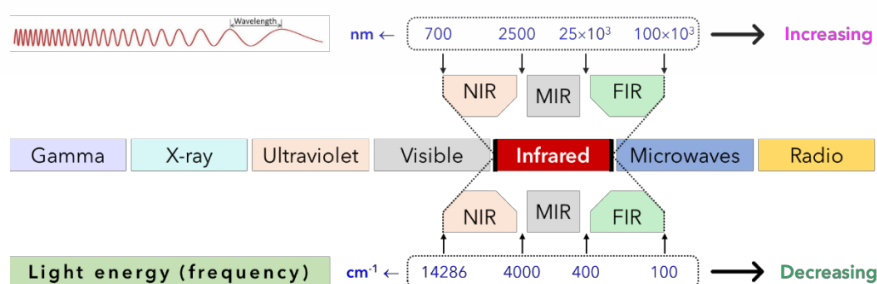 Wavelength
nm ← 700 2500 25×10³ 100×10³ Increasing
NIR MIR FIR
Gamma X-ray Ultraviolet Visible Infrared Microwaves Radio
NIR MIR FIR
Light energy (frequency) cm⁻¹ ← 14286 4000 400 100 Decreasing